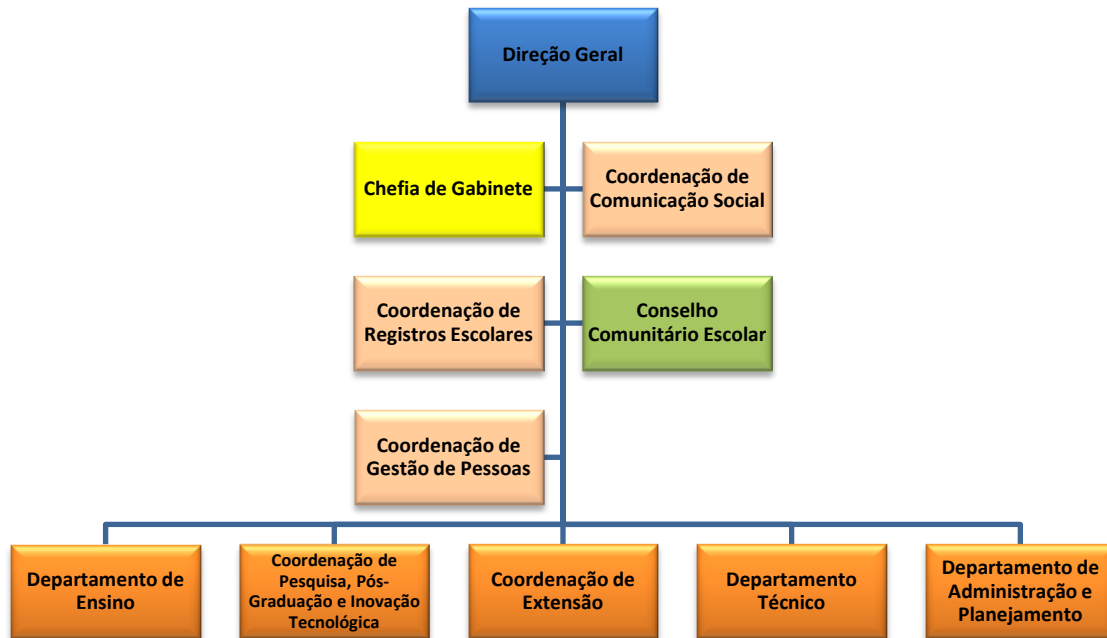 Direção Geral
Chefia de Gabinete
Coordenação de
Comunicação Social
Coordenação de
Registros Escolares
Conselho
Comunitário Escolar
Coordenação de
Gestão de Pessoas
Departamento de
Ensino
Coordenação de
Pesquisa, Pós-
Graduação e Inovação
Tecnológica
Coordenação de
Extensão
Departamento
Técnico
Departamento de
Administração e
Planejamento